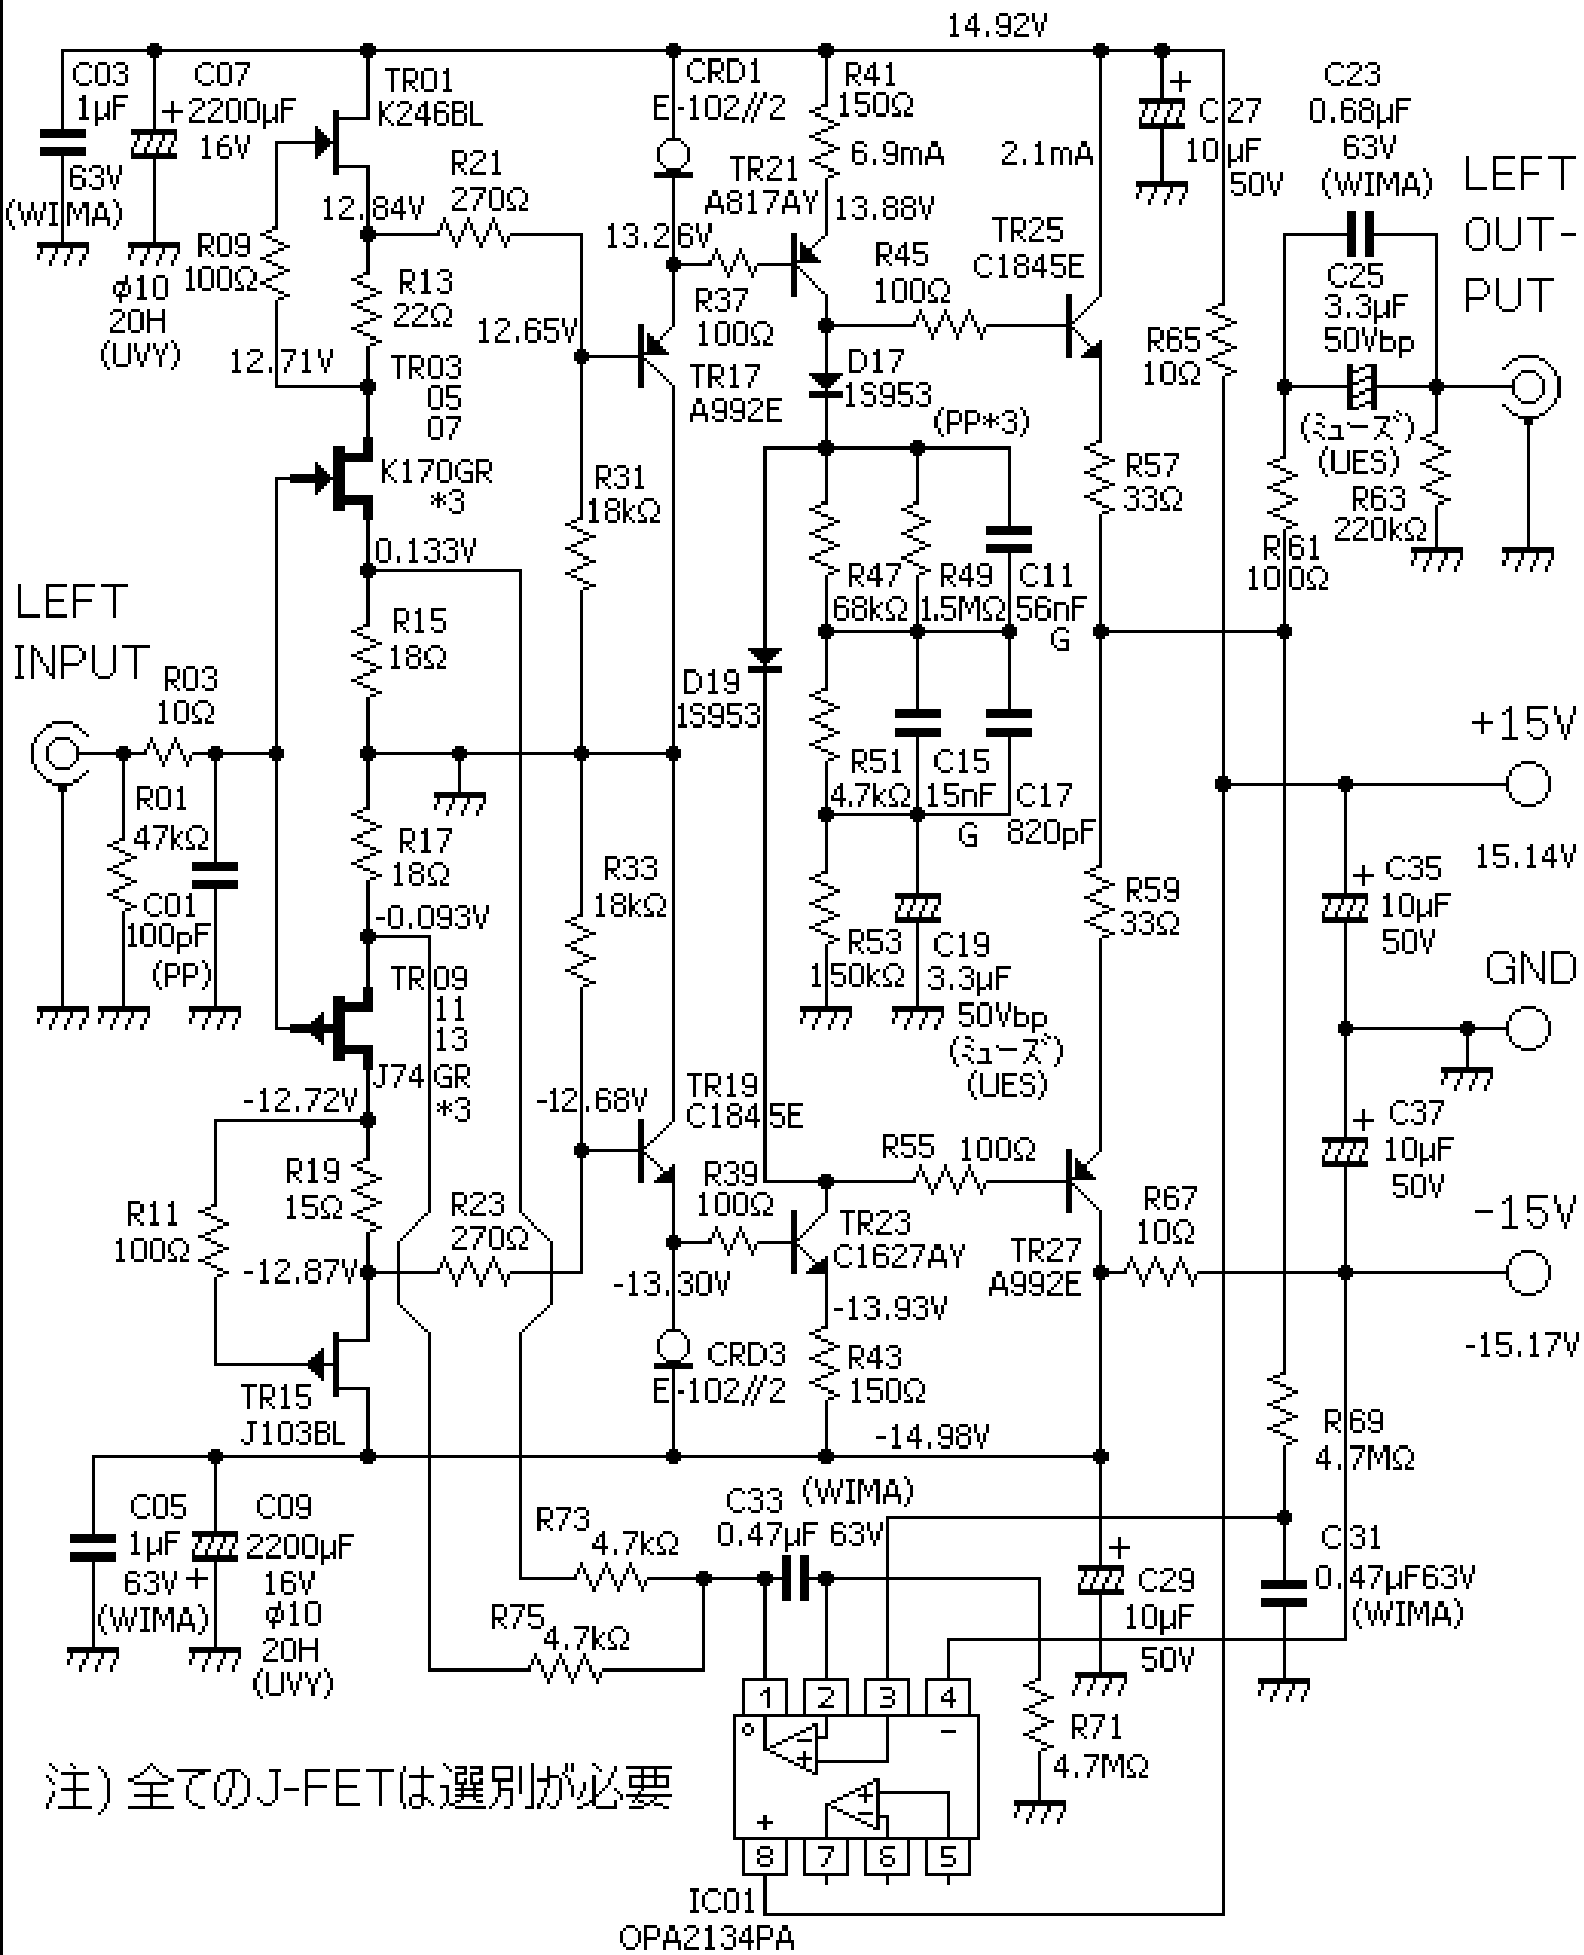 14.92V
C03
1µF
63V
(WIMA)
C07
2200µF
16V
+
φ10
20H
(UVY)
TR01
K246BL
R21
270Ω
12.84V
R09
100Ω
R13
22Ω
12.71V
TR03
05
07
K170GR
*3
0.133V
R15
18Ω
CRD1
E-102//2
R41
150Ω
6.9mA
TR21
A817AY
13.88V
13.26V
12.65V
R37
100Ω
TR17
A992E
R45
100Ω
2.1mA
TR25
C1845E
D17
1S953
(PP*3)
+
C27
10µF
50V
C23
0.68µF
63V
(WIMA)
LEFT
OUT-
PUT
C25
3.3µF
50Vbp
(ミューズ)
(UES)
R65
10Ω
R63
220kΩ
R61
100Ω
R57
33Ω
R31
18kΩ
R47
68kΩ
R49
1.5MΩ
C11
56nF
G
D19
1S953
R51
4.7kΩ
C15
15nF
G
C17
820pF
LEFT
INPUT
R03
10Ω
R01
47kΩ
C01
100pF
(PP)
R17
18Ω
-0.093V
TR09
11
13
J74GR
*3
R33
18kΩ
R53
150kΩ
C19
3.3µF
50Vbp
(ミューズ)
(UES)
R59
33Ω
+15V
15.14V
+
C35
10µF
50V
GND
+
C37
10µF
50V
-15V
-15.17V
-12.72V
R19
15Ω
R11
100Ω
-12.87V
R23
270Ω
TR15
J103BL
-12.68V
TR19
C1845E
R39
100Ω
-13.30V
R55
100Ω
TR23
C1627AY
-13.93V
TR27
A992E
R67
10Ω
CRD3
E-102//2
R43
150Ω
-14.98V
R69
4.7MΩ
C05
1µF
63V
(WIMA)
C09
2200µF
16V
+
φ10
20H
(UVY)
R73
4.7kΩ
R75
4.7kΩ
C33
0.47µF 63V
(WIMA)
+
C29
10µF
50V
C31
0.47µF63V
(WIMA)
R71
4.7MΩ
1 2 3 4
-
-
+
+
-
+
8 7 6 5
IC01
OPA2134PA
注) 全てのJ-FETは選別が必要